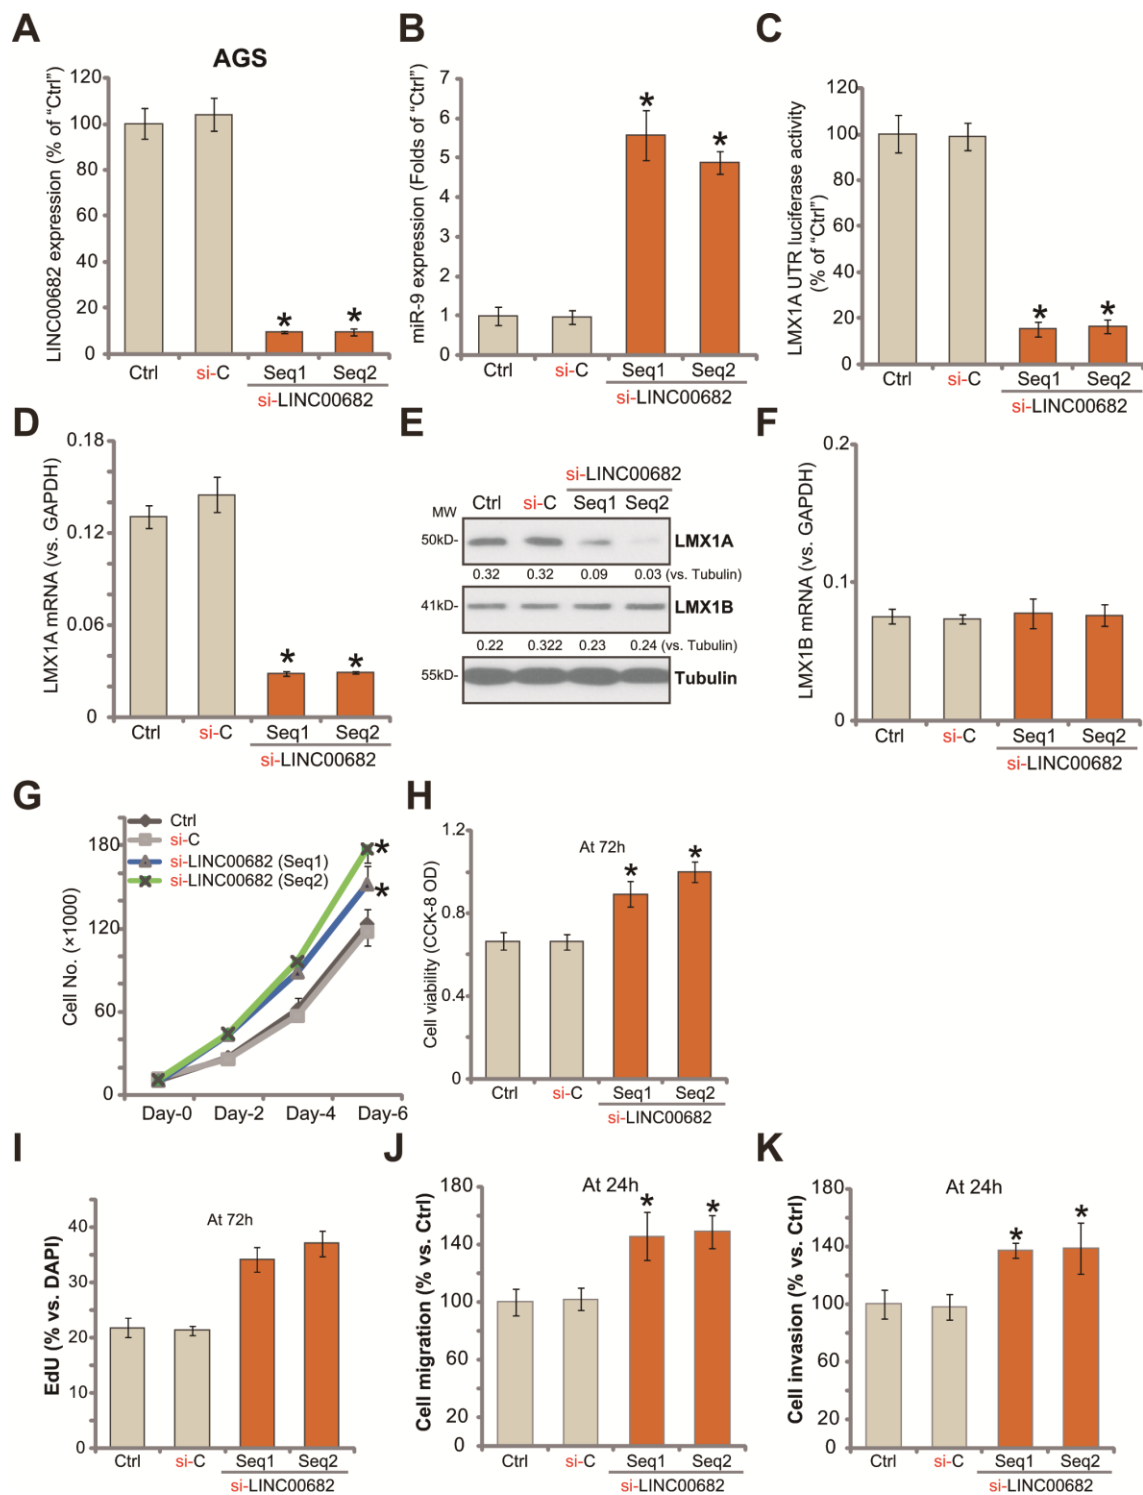 A
AGS
LINC00682 expression (% of “Ctrl”)
120
100
80
60
40
20
0
*
*
Ctrl
si-C
Seq1
Seq2
si-LINC00682
B
miR-9 expression (Folds of “Ctrl”)
7
6
5
4
3
2
1
0
*
*
Ctrl
si-C
Seq1
Seq2
si-LINC00682
C
LMX1A UTR luciferase activity
(% of “Ctrl”)
120
100
80
60
40
20
0
*
*
Ctrl
si-C
Seq1
Seq2
si-LINC00682
D
LMX1A mRNA (vs. GAPDH)
0.18
0.12
0.06
0
*
*
Ctrl
si-C
Seq1
Seq2
si-LINC00682
E
si-LINC00682
MW Ctrl si-C Seq1 Seq2
50kD- LMX1A
0.32 0.32 0.09 0.03 (vs. Tubulin)
41kD- LMX1B
0.22 0.322 0.23 0.24 (vs. Tubulin)
55kD- Tubulin
F
LMX1B mRNA (vs. GAPDH)
0.2
0.1
0
Ctrl
si-C
Seq1
Seq2
si-LINC00682
G
Cell No. (×1000)
180
120
60
0
Ctrl
si-C
si-LINC00682 (Seq1)
si-LINC00682 (Seq2)
*
*
Day-0
Day-2
Day-4
Day-6
H
Cell viability (CCK-8 OD)
1.2
0.8
0.4
0
At 72h
*
*
Ctrl
si-C
Seq1
Seq2
si-LINC00682
I
EdU (% vs. DAPI)
40
30
20
10
0
At 72h
Ctrl
si-C
Seq1
Seq2
si-LINC00682
J
Cell migration (% vs. Ctrl)
180
140
100
60
20
0
At 24h
*
*
Ctrl
si-C
Seq1
Seq2
si-LINC00682
K
Cell invasion (% vs. Ctrl)
180
140
100
60
20
0
At 24h
*
*
Ctrl
si-C
Seq1
Seq2
si-LINC00682